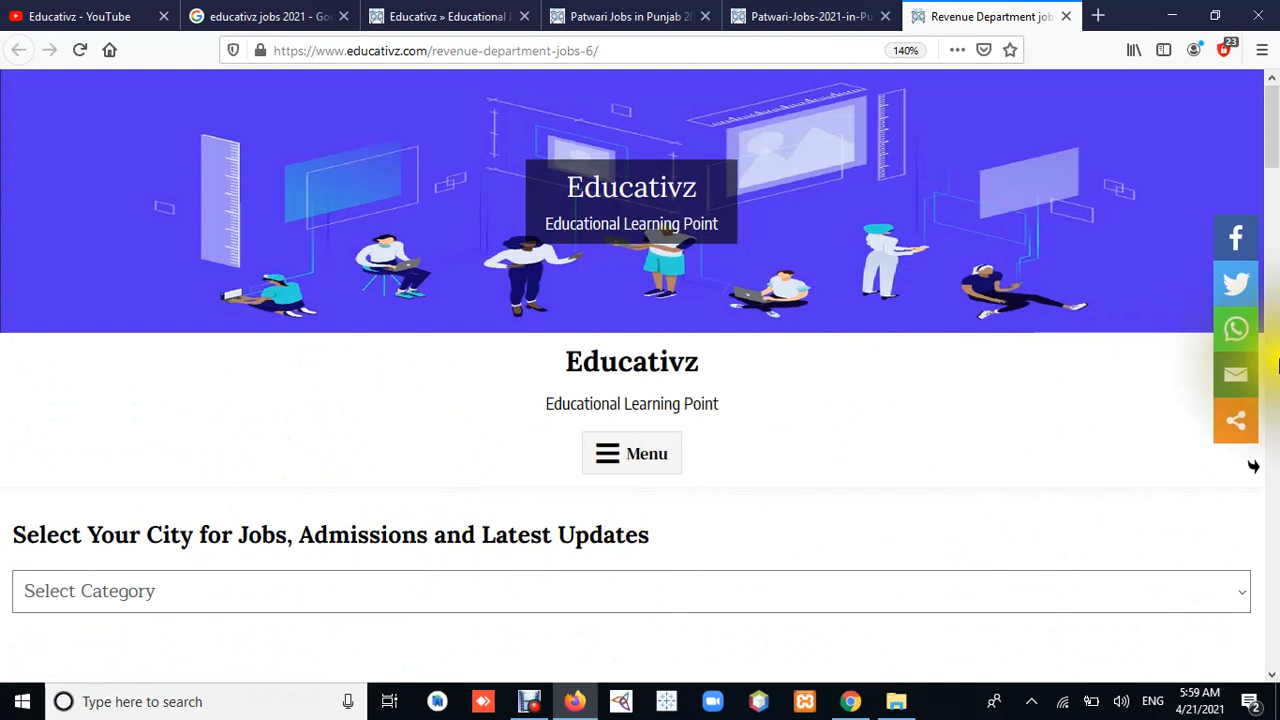 Educativz - YouTube
educativz jobs 2021 - Go
Educativz » Educational
Patwari Jobs in Punjab 20
Patwari-Jobs-2021-in-Pu
Revenue Department job
https://www.educativz.com/revenue-department-jobs-6/
140%
23
Educativz
Educational Learning Point
Educativz
Educational Learning Point
Menu
Select Your City for Jobs, Admissions and Latest Updates
Select Category
Type here to search
ENG
5:59 AM
4/21/2021
2